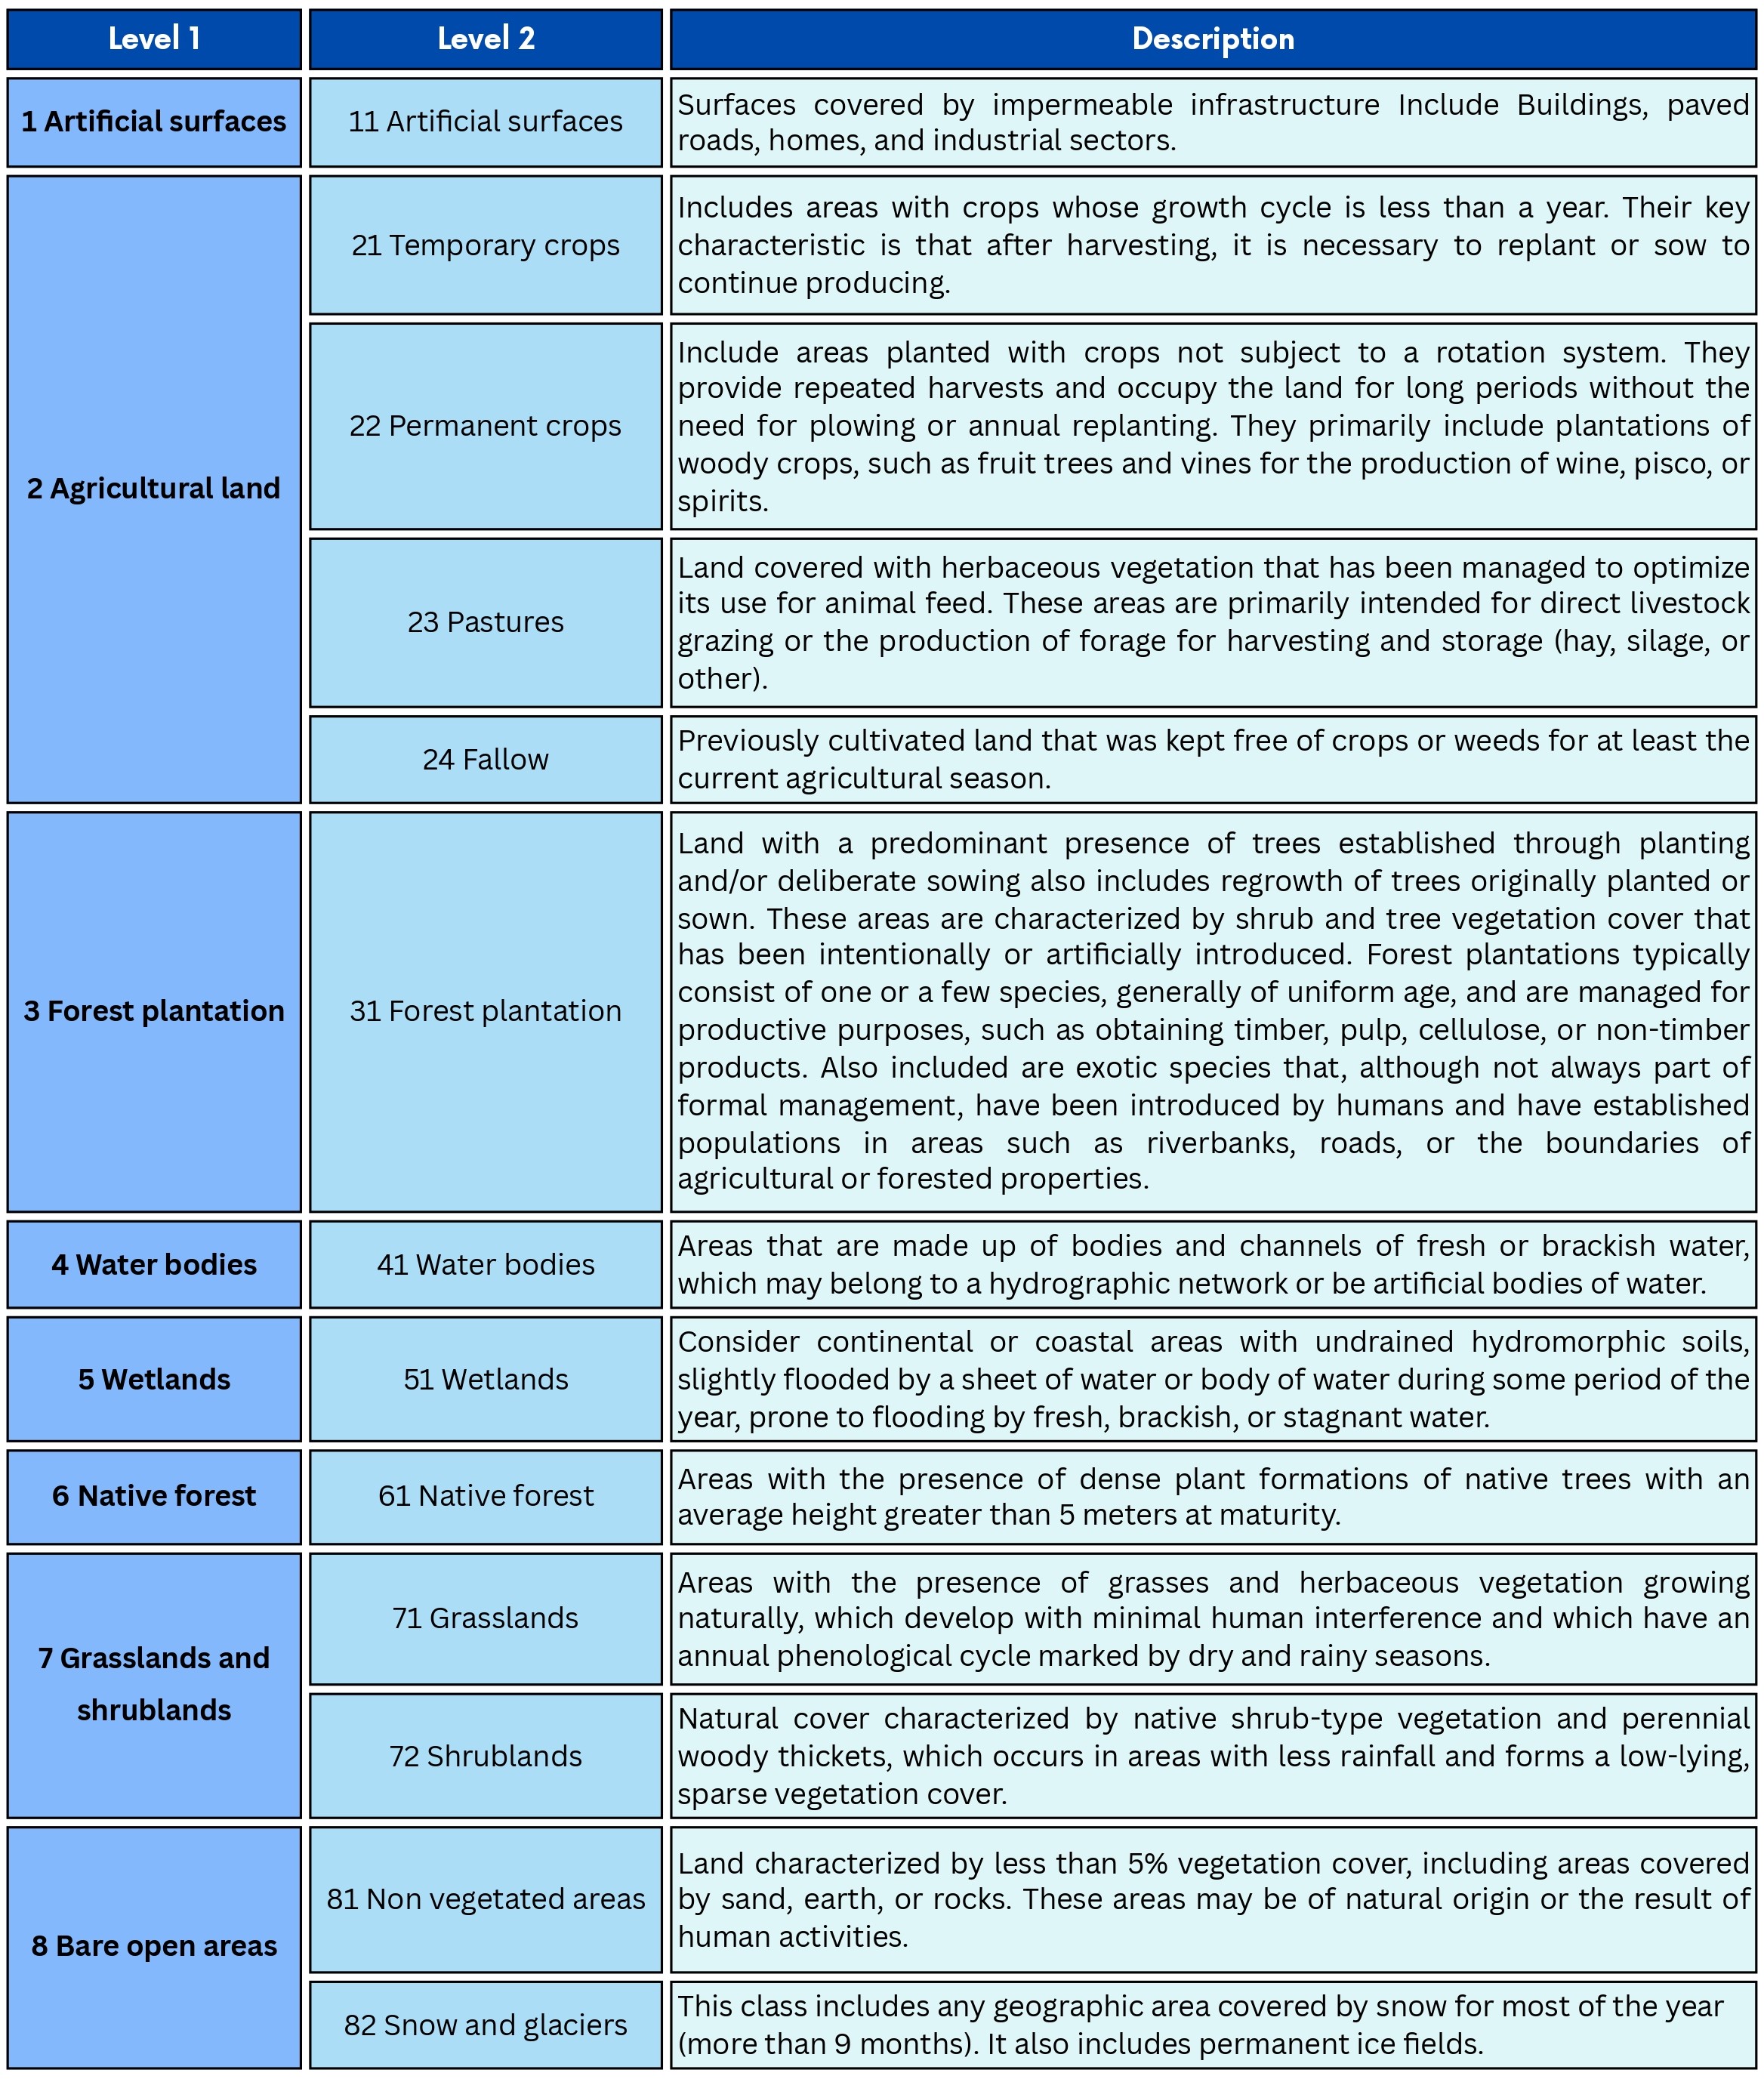 Level 1
Level 2
Description
1 Artificial surfaces
11 Artificial surfaces
Surfaces covered by impermeable infrastructure Include Buildings, paved
roads, homes, and industrial sectors.
2 Agricultural land
21 Temporary crops
Includes areas with crops whose growth cycle is less than a year. Their key
characteristic is that after harvesting, it is necessary to replant or sow to
continue producing.
22 Permanent crops
Include areas planted with crops not subject to a rotation system. They
provide repeated harvests and occupy the land for long periods without the
need for plowing or annual replanting. They primarily include plantations of
woody crops, such as fruit trees and vines for the production of wine, pisco, or
spirits.
23 Pastures
Land covered with herbaceous vegetation that has been managed to optimize
its use for animal feed. These areas are primarily intended for direct livestock
grazing or the production of forage for harvesting and storage (hay, silage, or
other).
24 Fallow
Previously cultivated land that was kept free of crops or weeds for at least the
current agricultural season.
3 Forest plantation
31 Forest plantation
Land with a predominant presence of trees established through planting
and/or deliberate sowing also includes regrowth of trees originally planted or
sown. These areas are characterized by shrub and tree vegetation cover that
has been intentionally or artificially introduced. Forest plantations typically
consist of one or a few species, generally of uniform age, and are managed for
productive purposes, such as obtaining timber, pulp, cellulose, or non-timber
products. Also included are exotic species that, although not always part of
formal management, have been introduced by humans and have established
populations in areas such as riverbanks, roads, or the boundaries of
agricultural or forested properties.
4 Water bodies
41 Water bodies
Areas that are made up of bodies and channels of fresh or brackish water,
which may belong to a hydrographic network or be artificial bodies of water.
5 Wetlands
51 Wetlands
Consider continental or coastal areas with undrained hydromorphic soils,
slightly flooded by a sheet of water or body of water during some period of the
year, prone to flooding by fresh, brackish, or stagnant water.
6 Native forest
61 Native forest
Areas with the presence of dense plant formations of native trees with an
average height greater than 5 meters at maturity.
7 Grasslands and
shrublands
71 Grasslands
Areas with the presence of grasses and herbaceous vegetation growing
naturally, which develop with minimal human interference and which have an
annual phenological cycle marked by dry and rainy seasons.
72 Shrublands
Natural cover characterized by native shrub-type vegetation and perennial
woody thickets, which occurs in areas with less rainfall and forms a low-lying,
sparse vegetation cover.
8 Bare open areas
81 Non vegetated areas
Land characterized by less than 5% vegetation cover, including areas covered
by sand, earth, or rocks. These areas may be of natural origin or the result of
human activities.
82 Snow and glaciers
This class includes any geographic area covered by snow for most of the year
(more than 9 months). It also includes permanent ice fields.